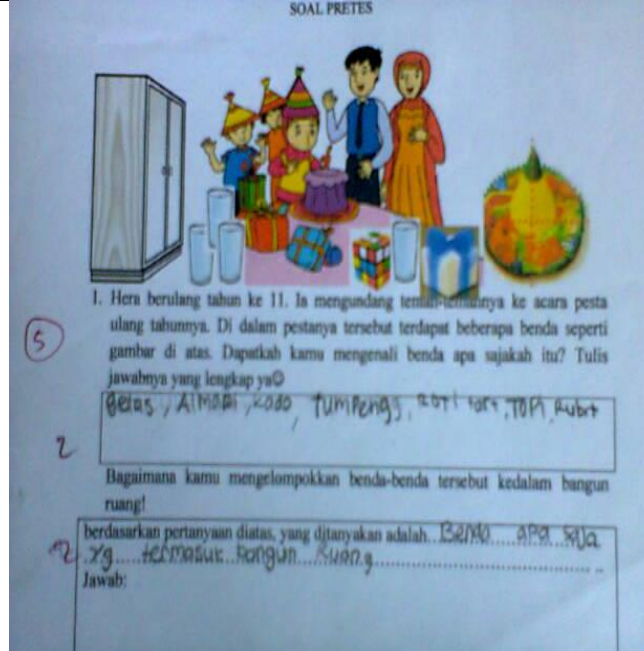 SOAL PRETES
1. Hera berulang tahun ke 11. Ia mengundang teman-temannya ke acara pesta
ulang tahunnya. Di dalam pestanya tersebut terdapat beberapa benda seperti
5
gambar di atas. Dapatkah kamu mengenali benda apa sajakah itu? Tulis
jawabnya yang lengkap ya☺
gelas, Almari, kado, tumpengg, roti tart, TOPI, Rubrt
2
Bagaimana kamu mengelompokkan benda-benda tersebut kedalam bangun
ruang!
berdasarkan pertanyaan diatas, yang ditanyakan adalah...Benda...apa saja
2
yg....termasuk bangun Ruang
Jawab: